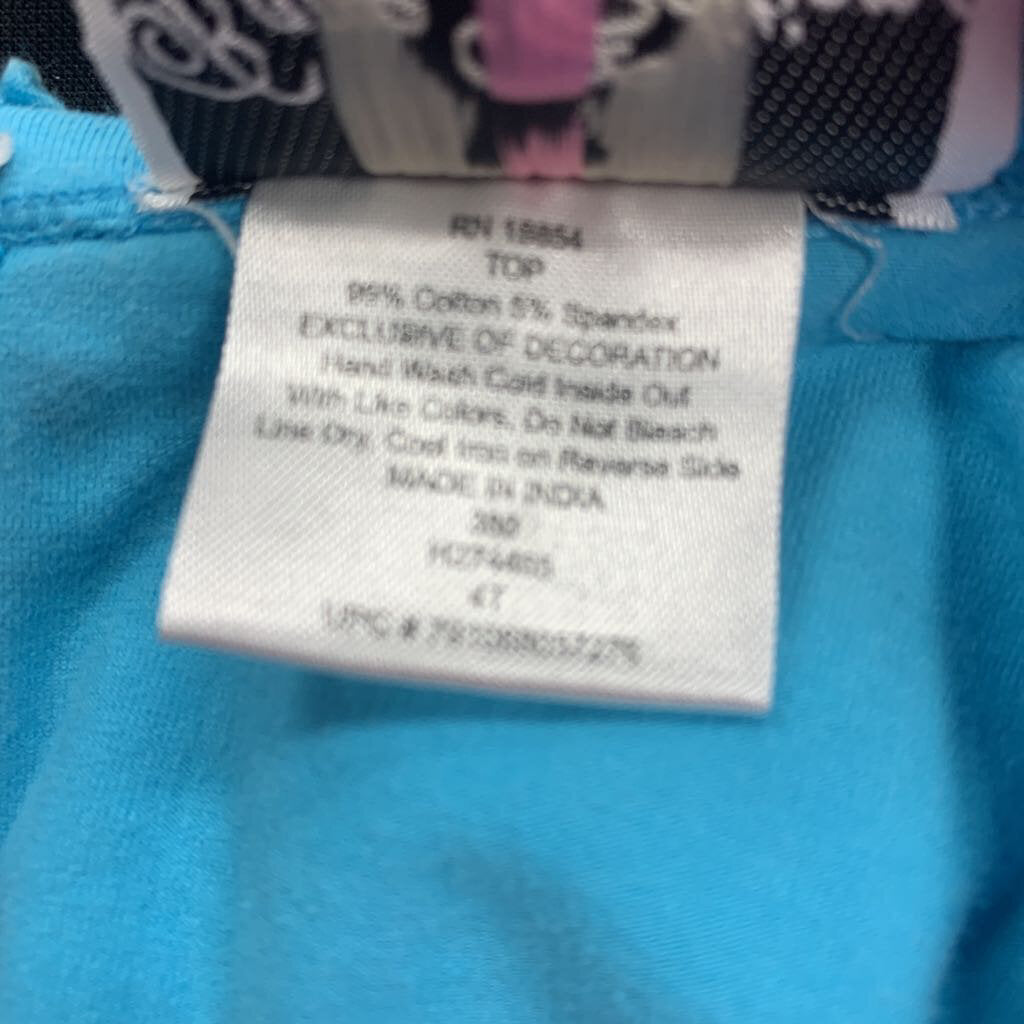 RN 18854
TOP
95% Cotton 5% Spandex
EXCLUSIVE OF DECORATION
Hand Wash Cold Inside Out
With Like Colors, Do Not Bleach
Line Dry, Cool Iron on Reverse Side
MADE IN INDIA
4T
UPC #